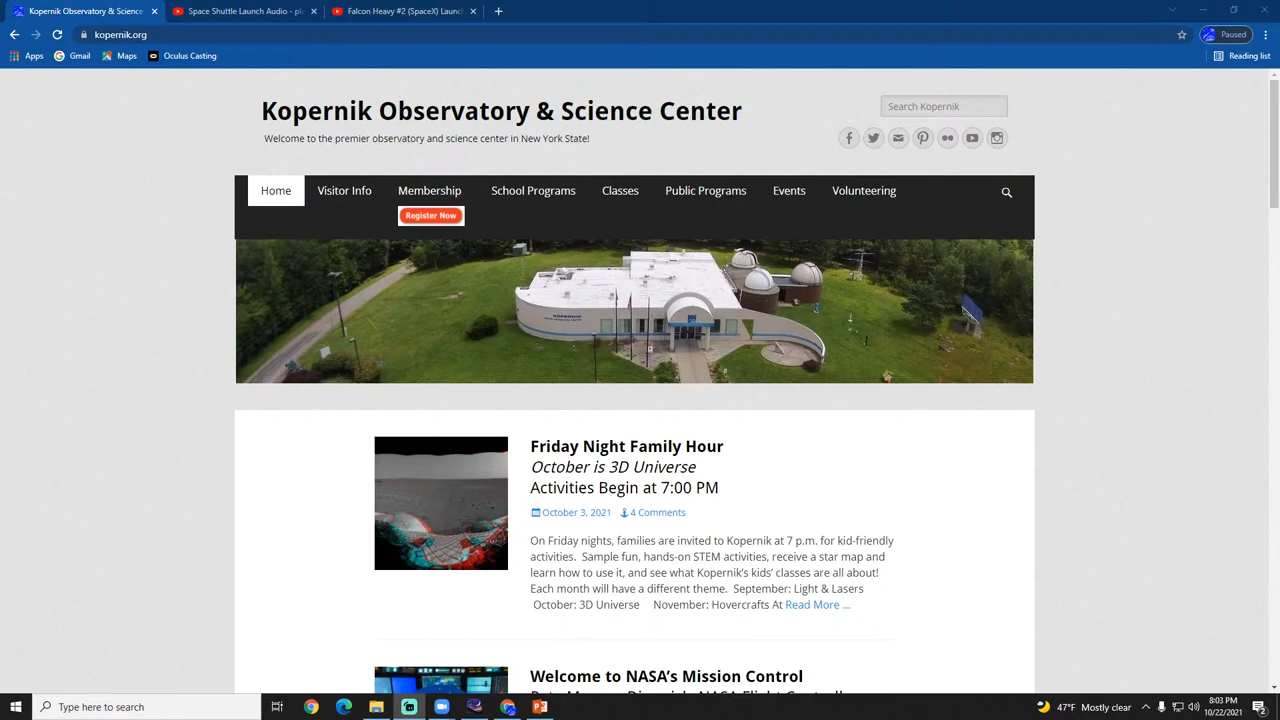 Kopernik Observatory & Science
Space Shuttle Launch Audio - pla
Falcon Heavy #2 (SpaceX) Launch
kopernik.org
Paused
Apps
Gmail
Maps
Oculus Casting
Reading list
Kopernik Observatory & Science Center
Search Kopernik
Welcome to the premier observatory and science center in New York State!
Home
Visitor Info
Membership
School Programs
Classes
Public Programs
Events
Volunteering
Register Now
KOPERNIK
Friday Night Family Hour
October is 3D Universe
Activities Begin at 7:00 PM
October 3, 2021
4 Comments
On Friday nights, families are invited to Kopernik at 7 p.m. for kid-friendly
activities. Sample fun, hands-on STEM activities, receive a star map and
learn how to use it, and see what Kopernik's kids' classes are all about!
Each month will have a different theme. September: Light & Lasers
October: 3D Universe November: Hovercrafts At Read More ...
Welcome to NASA's Mission Control
Type here to search
47°F Mostly clear
8:03 PM
10/22/2021
2